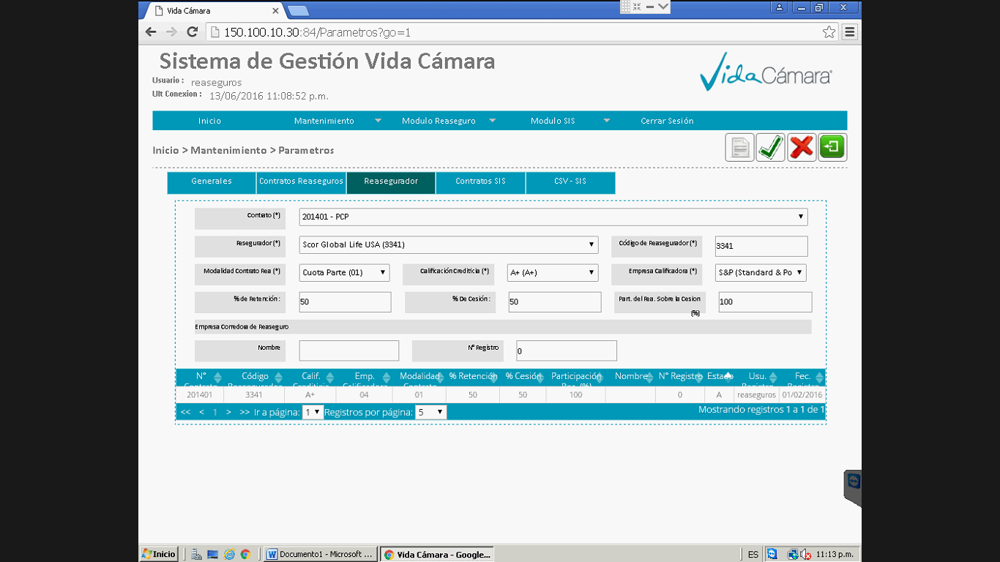 Vida Cámara
150.100.10.30:84/Parametros?go=1
Sistema de Gestión Vida Cámara
Usuario : reaseguros
Ult Conexion : 13/06/2016 11:08:52 p.m.
VidaCámara®
Inicio Mantenimiento Modulo Reaseguro Modulo SIS Cerrar Sesión
Inicio > Mantenimiento > Parametros
Generales Contratos Reaseguros Reasegurador Contratos SIS CSV - SIS
Contrato (*) 201401 - PCP
Resegurador (*) Scor Global Life USA (3341) Código de Reasegurador (*) 3341
Modalidad Contrato Rea (*) Cuota Parte (01) Calificación Crediticia (*) A+ (A+) Empresa Calificadora (*) S&P (Standard & Po
% de Retención : 50 % De Cesión : 50 Part. del Rea. Sobre la Cesion (%) 100
Empresa Corredora de Reaseguro
Nombre N° Registro 0
N° Contrato Código Reasegurador Calif. Crediticia Emp. Calificadora Modalidad Contrato % Retención % Cesión Participación Rea. (%) Nombre N° Registro Estado Usu. Registro Fec. Registro
201401 3341 A+ 04 01 50 50 100 0 A reaseguros 01/02/2016
<< < 1 > >> Ir a página: 1 Registros por página: 5 Mostrando registros 1 a 1 de 1
Inicio Documento1 - Microsoft ... Vida Cámara - Google... ES 11:13 p.m.